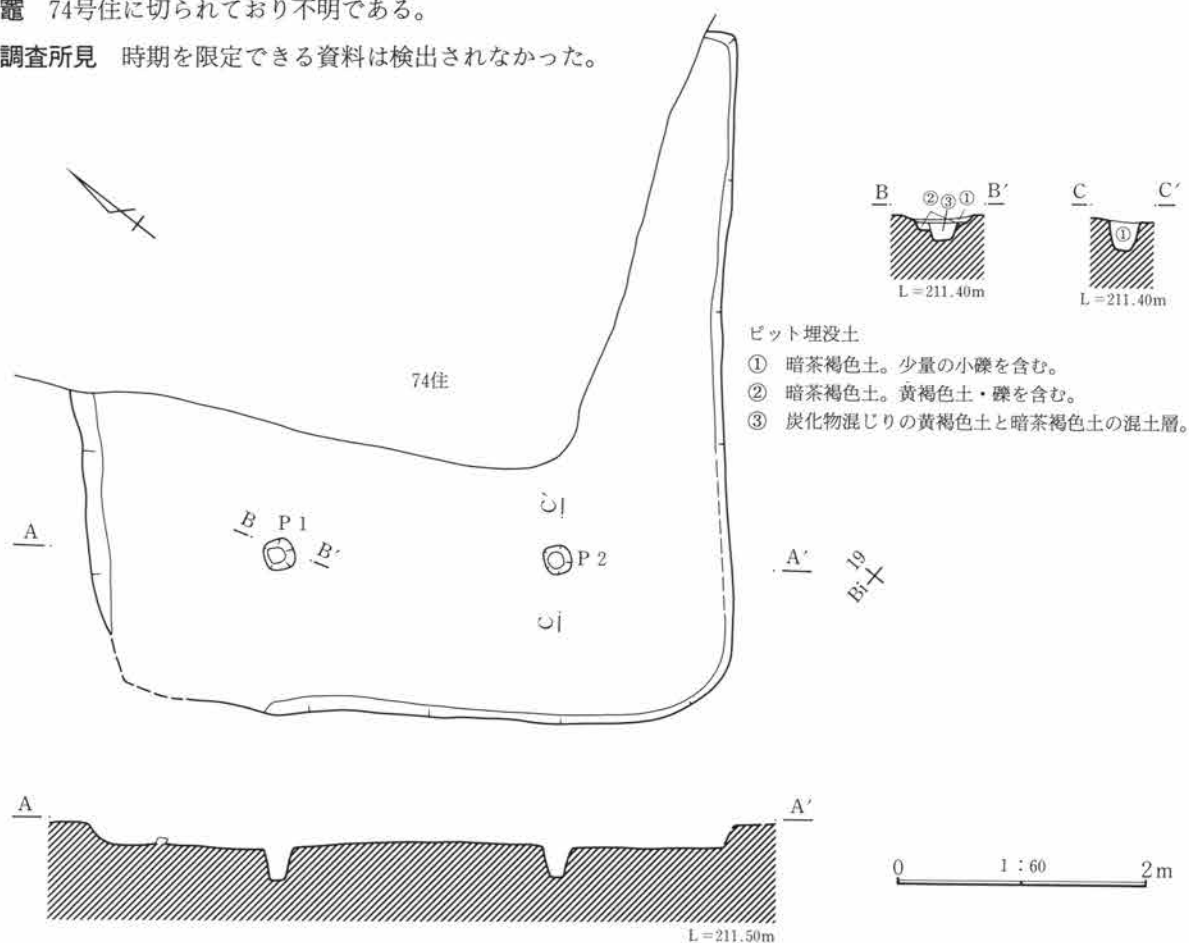 竈　74号住に切られており不明である。
調査所見　時期を限定できる資料は検出されなかった。
B ②③① B′
C C′
①
L=211.40m
L=211.40m
ピット埋没土
①　暗茶褐色土。少量の小礫を含む。
②　暗茶褐色土。黄褐色土・礫を含む。
③　炭化物混じりの黄褐色土と暗茶褐色土の混土層。
74住
C′
A
B P1 B′
P2
A′
19
Bi
C
A A′
0 1:60 2m
L=211.50m